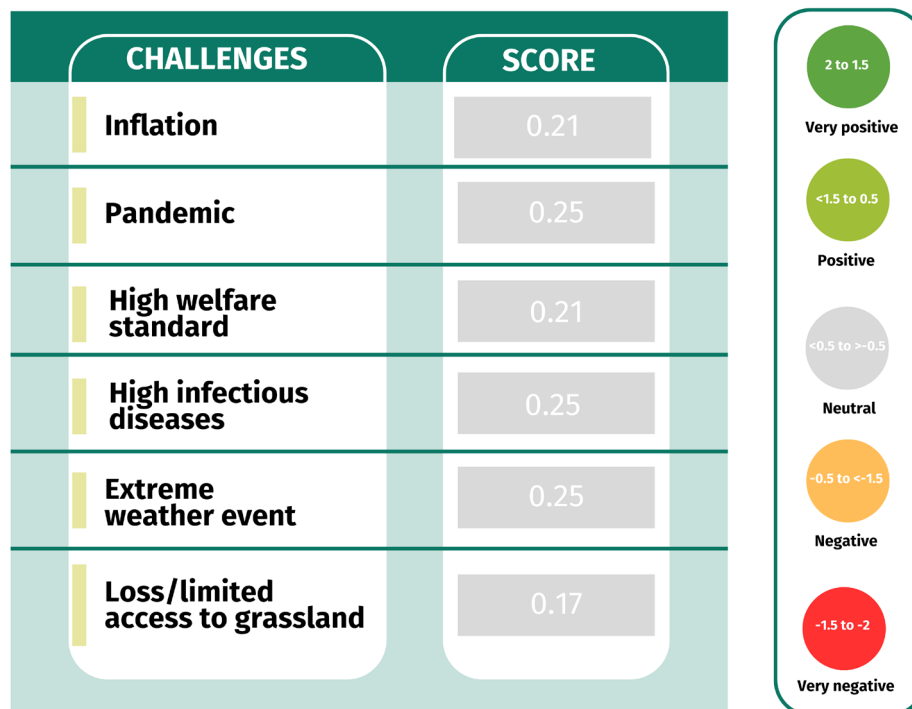 CHALLENGES
SCORE
Inflation
0.21
Pandemic
0.25
High welfare
standard
0.21
High infectious
diseases
0.25
Extreme
weather event
0.25
Loss/limited
access to grassland
0.17
2 to 1.5
Very positive
<1.5 to 0.5
Positive
<0.5 to >-0.5
Neutral
-0.5 to <-1.5
Negative
-1.5 to -2
Very negative